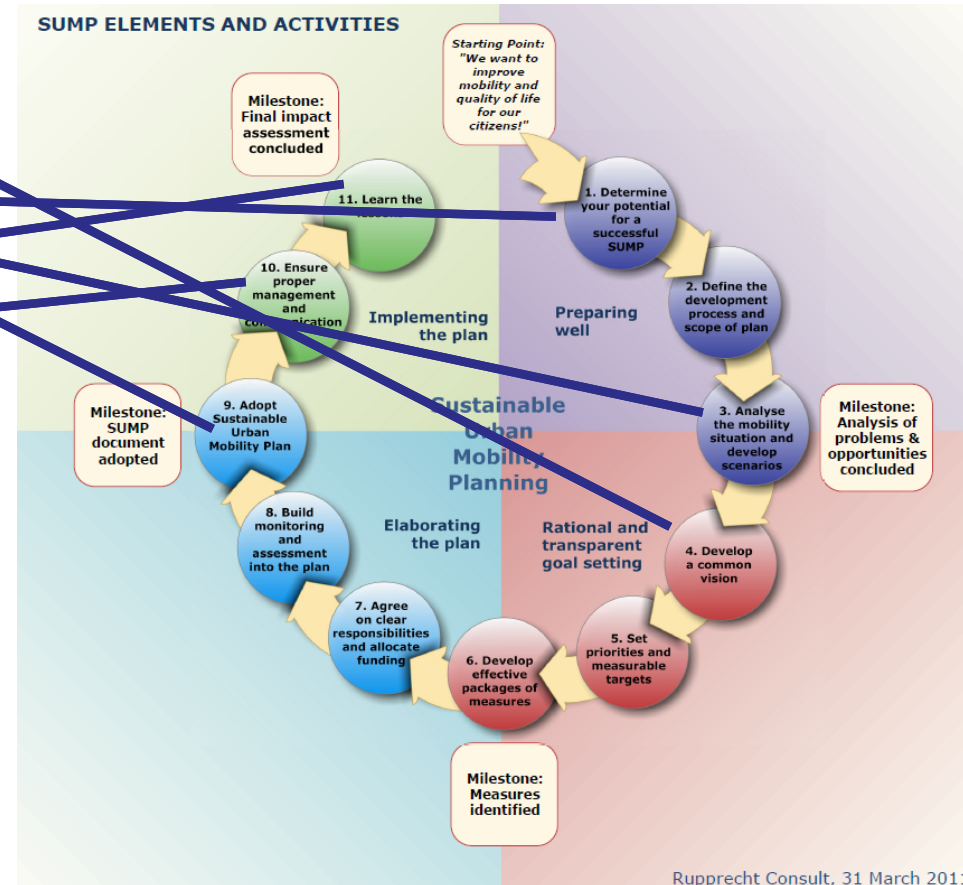 SUMP ELEMENTS AND ACTIVITIES
Starting Point:
"We want to
improve
mobility and
quality of life
for our
citizens!"
Milestone:
Final impact
assessment
concluded
1. Determine
your potential
for a
successful
SUMP
2. Define the
development
process and
scope of plan
3. Analyse
the mobility
situation and
develop
scenarios
Milestone:
Analysis of
problems &
opportunities
concluded
4. Develop
a common
vision
5. Set
priorities and
measurable
targets
6. Develop
effective
packages of
measures
Milestone:
Measures
identified
7. Agree
on clear
responsibilities
and allocate
funding
8. Build
monitoring
and
assessment
into the plan
9. Adopt
Sustainable
Urban
Mobility Plan
Milestone:
SUMP
document
adopted
10. Ensure
proper
management
and
communication
11. Learn the
Implementing
the plan
Preparing
well
Sustainable
Urban
Mobility
Planning
Elaborating
the plan
Rational and
transparent
goal setting
Rupprecht Consult, 31 March 201